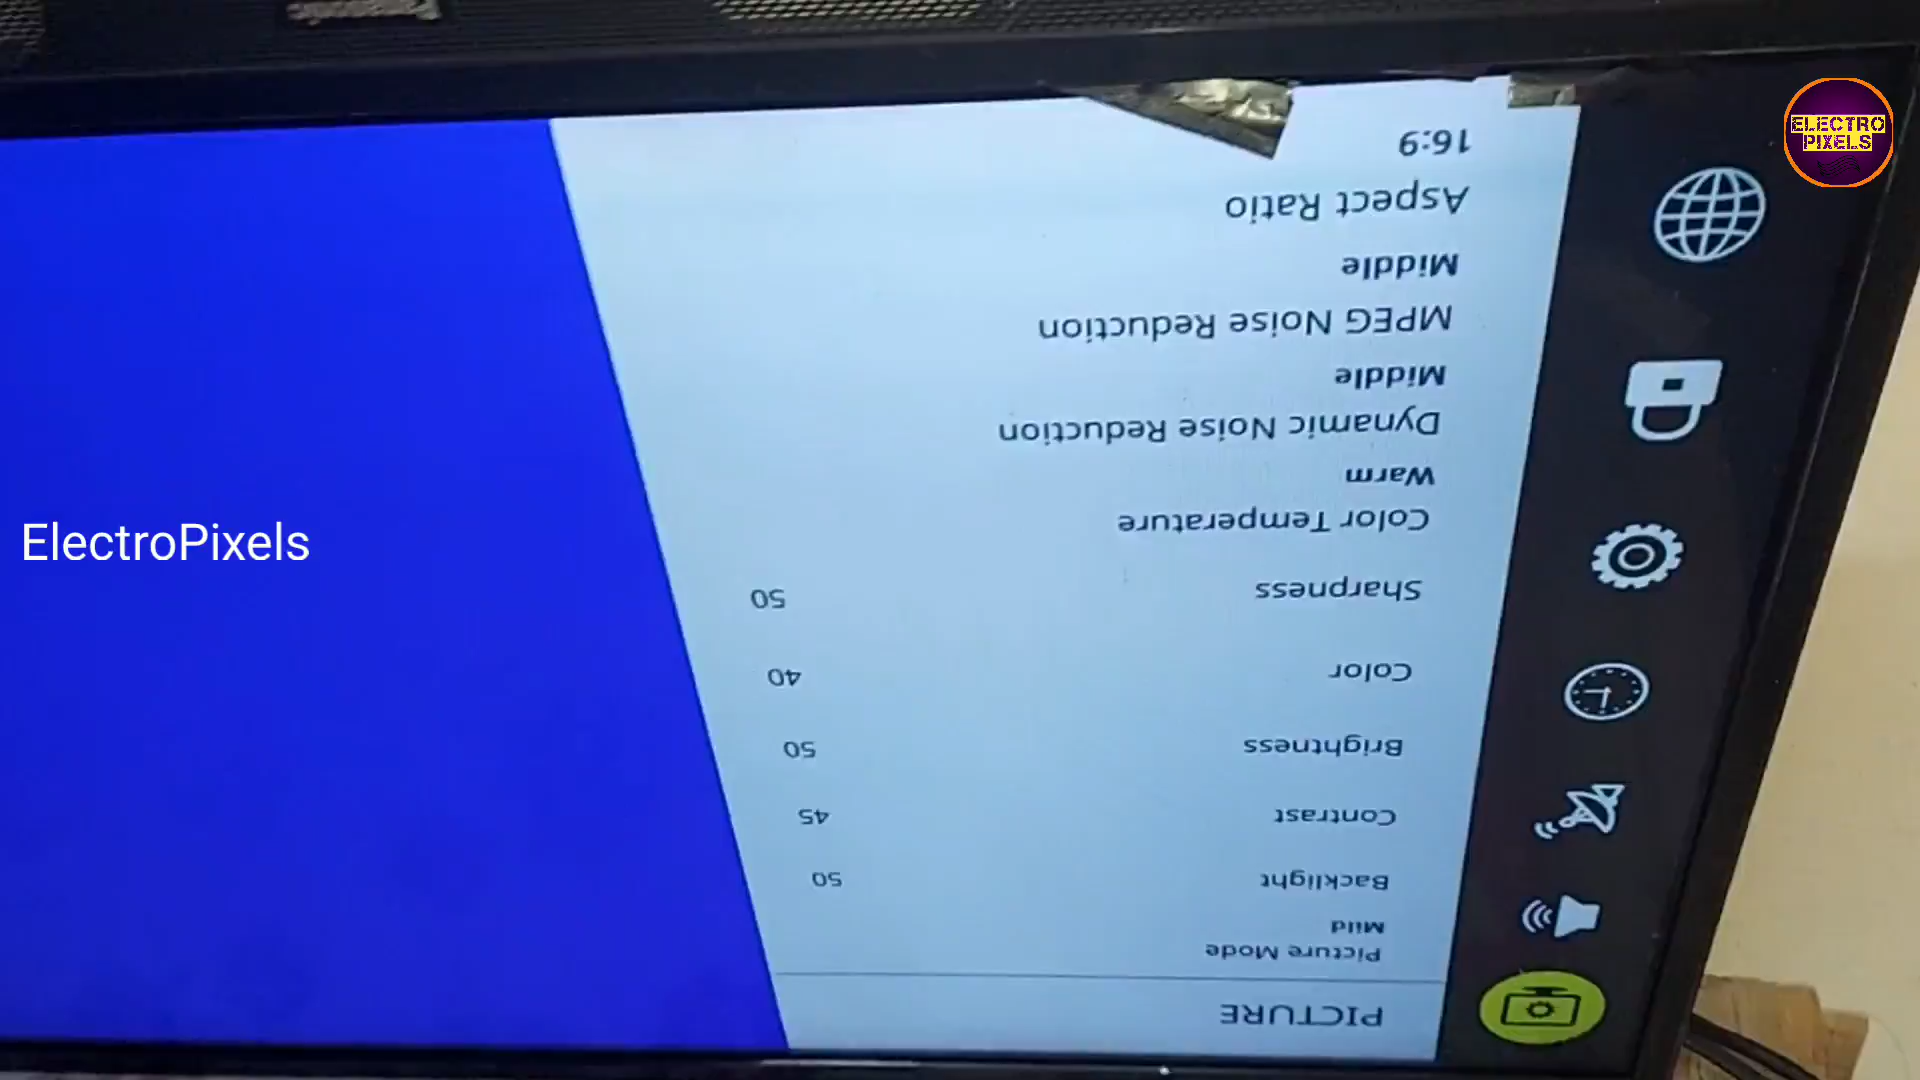 PICTURE
Picture Mode
Mild
Backlight 50
Contrast 45
Brightness 50
Color 40
Sharpness 50
Color Temperature
Warm
Dynamic Noise Reduction
Middle
MPEG Noise Reduction
Middle
Aspect Ratio
16:9
Panasonic
ElectroPixels
ELECTRO
PIXELS